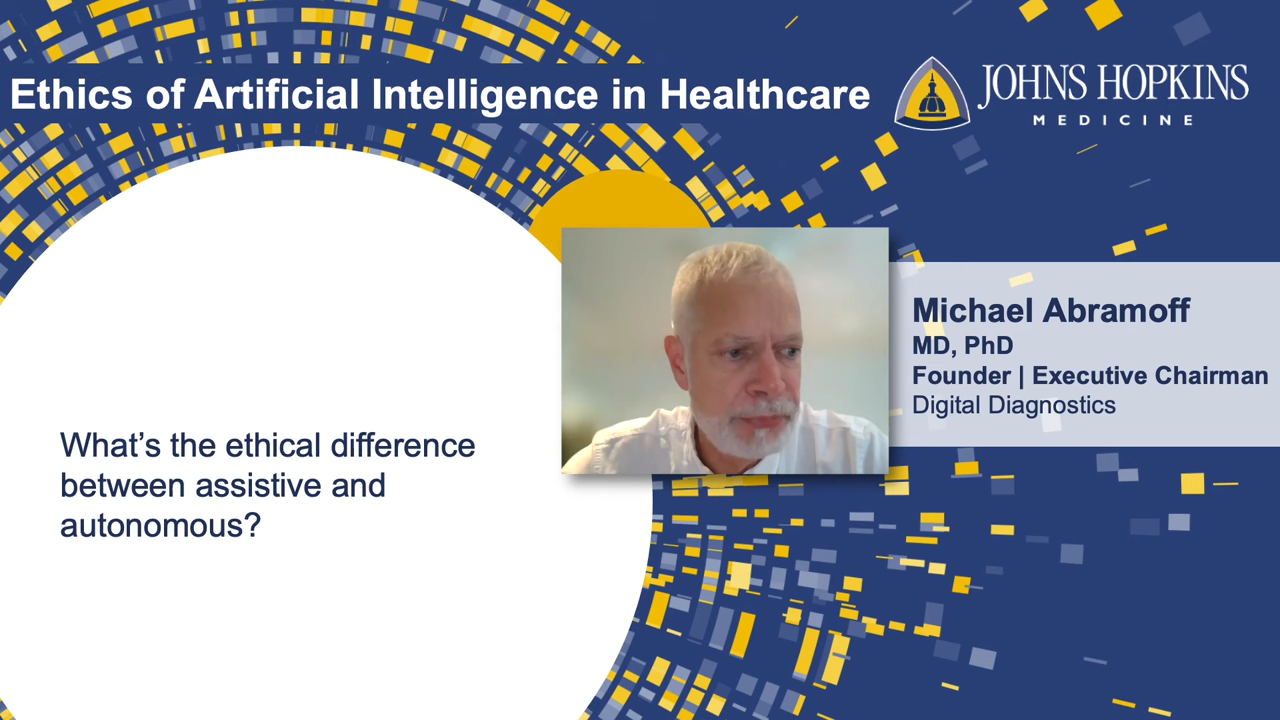 Ethics of Artificial Intelligence in Healthcare
JOHNS HOPKINS
MEDICINE
Michael Abramoff
MD, PhD
Founder | Executive Chairman
Digital Diagnostics
What’s the ethical difference
between assistive and
autonomous?